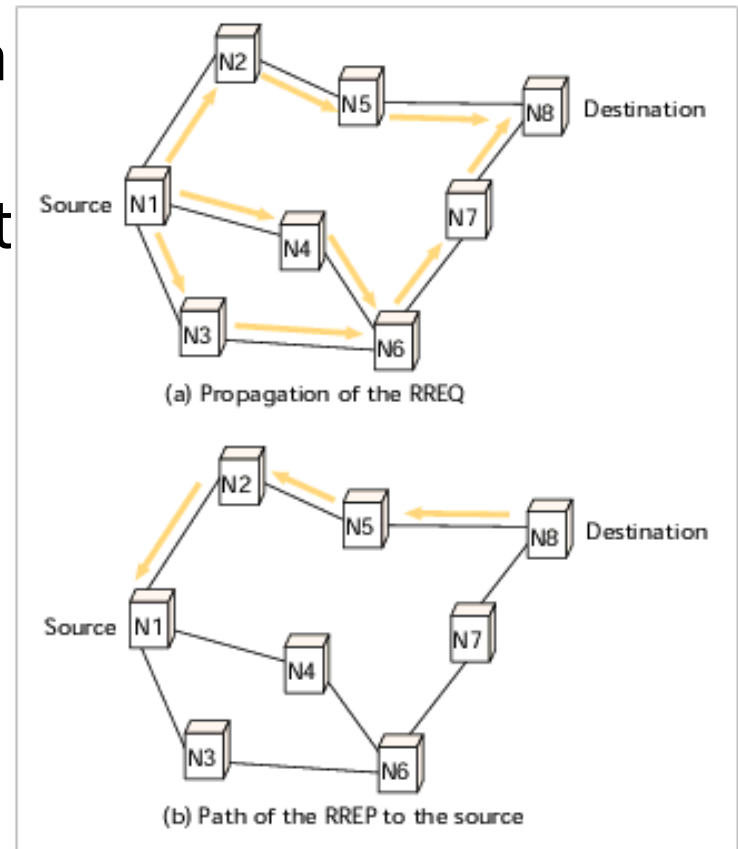 N2
N5
N8 Destination
Source N1
N7
N4
N3
N6
(a) Propagation of the RREQ
N2
N5
N8 Destination
Source N1
N7
N4
N3
N6
(b) Path of the RREP to the source